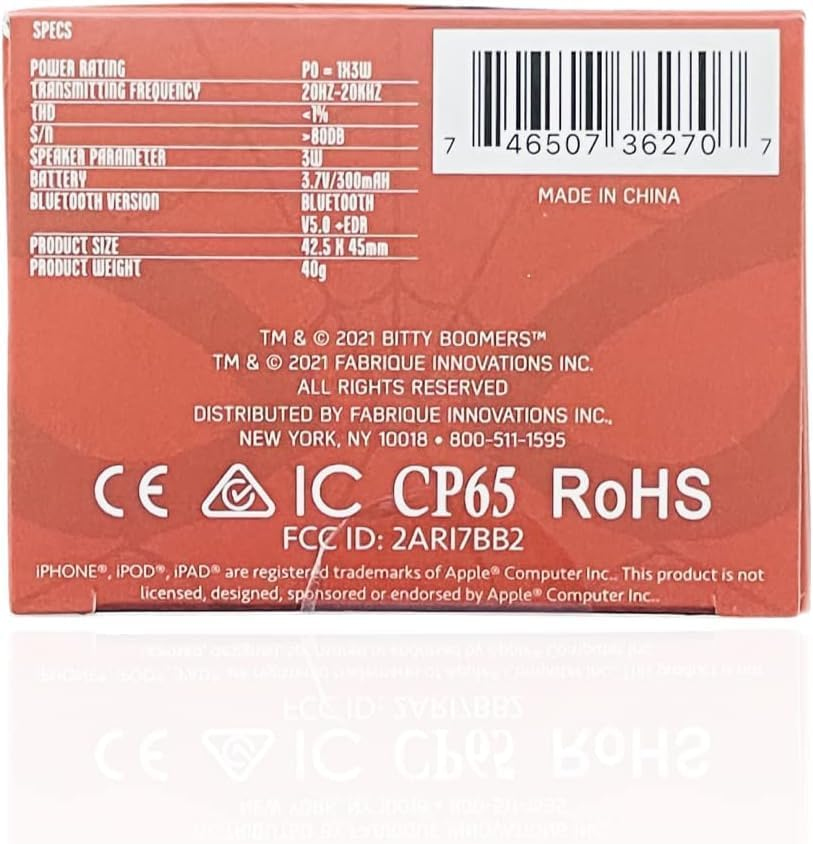 SPECS
POWER RATING PO = 1X3W
TRANSMITTING FREQUENCY 20HZ-20KHZ
THD <1%
S/N >80DB
SPEAKER PARAMETER 3W
BATTERY 3.7V/300mAH
BLUETOOTH VERSION BLUETOOTH
V5.0 +EDR
PRODUCT SIZE 42.5 X 45mm
PRODUCT WEIGHT 40g
7 46507 36270 7
MADE IN CHINA
TM & © 2021 BITTY BOOMERS™
TM & © 2021 FABRIQUE INNOVATIONS INC.
ALL RIGHTS RESERVED
DISTRIBUTED BY FABRIQUE INNOVATIONS INC.,
NEW YORK, NY 10018 • 800-511-1595
CE IC CP65 RoHS
FCC ID: 2ARI7BB2
iPHONE®, iPOD®, iPAD® are registered trademarks of Apple® Computer Inc.. This product is not
licensed, designed, sponsored or endorsed by Apple® Computer Inc..